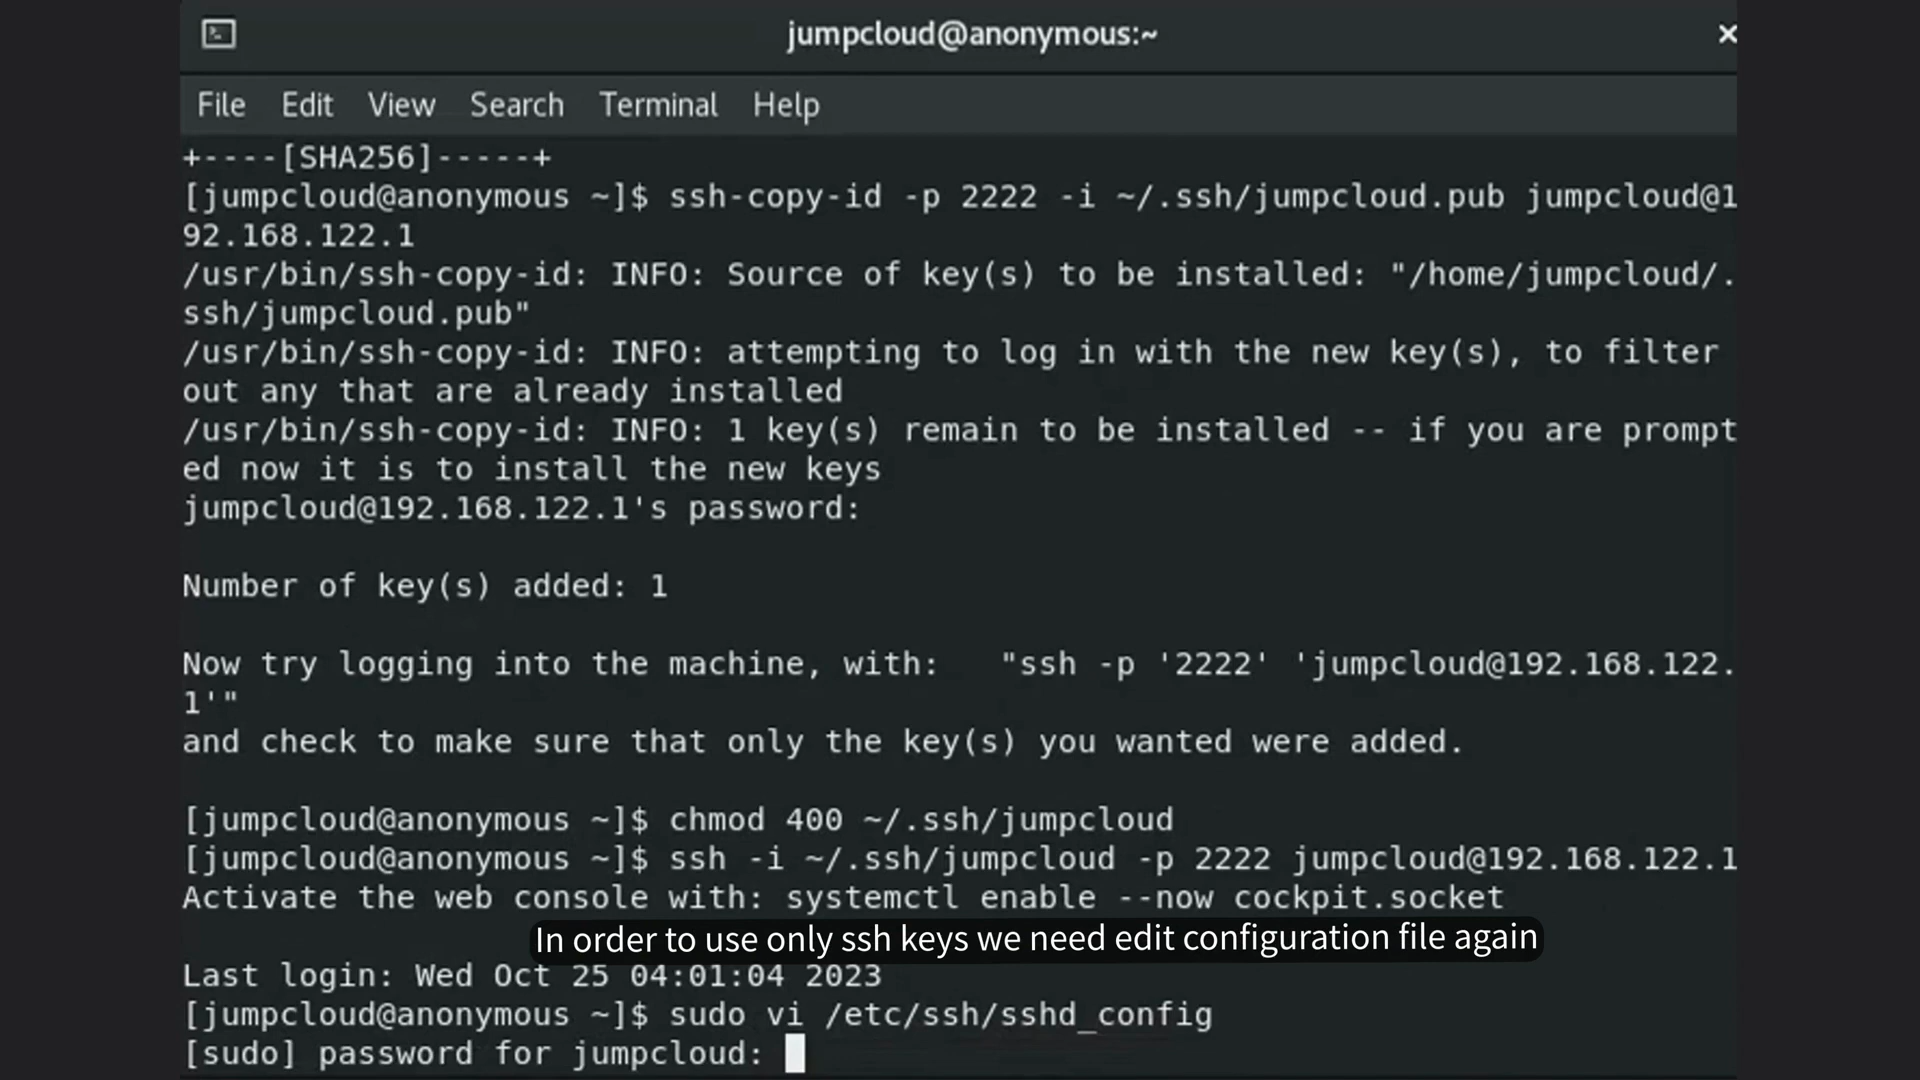 jumpcloud@anonymous:~
File Edit View Search Terminal Help
+----[SHA256]-----+
[jumpcloud@anonymous ~]$ ssh-copy-id -p 2222 -i ~/.ssh/jumpcloud.pub jumpcloud@1
92.168.122.1
/usr/bin/ssh-copy-id: INFO: Source of key(s) to be installed: "/home/jumpcloud/.
ssh/jumpcloud.pub"
/usr/bin/ssh-copy-id: INFO: attempting to log in with the new key(s), to filter
out any that are already installed
/usr/bin/ssh-copy-id: INFO: 1 key(s) remain to be installed -- if you are prompt
ed now it is to install the new keys
jumpcloud@192.168.122.1's password:
Number of key(s) added: 1
Now try logging into the machine, with:   "ssh -p '2222' 'jumpcloud@192.168.122.
1'"
and check to make sure that only the key(s) you wanted were added.
[jumpcloud@anonymous ~]$ chmod 400 ~/.ssh/jumpcloud
[jumpcloud@anonymous ~]$ ssh -i ~/.ssh/jumpcloud -p 2222 jumpcloud@192.168.122.1
Activate the web console with: systemctl enable --now cockpit.socket
In order to use only ssh keys we need edit configuration file again
Last login: Wed Oct 25 04:01:04 2023
[jumpcloud@anonymous ~]$ sudo vi /etc/ssh/sshd_config
[sudo] password for jumpcloud: